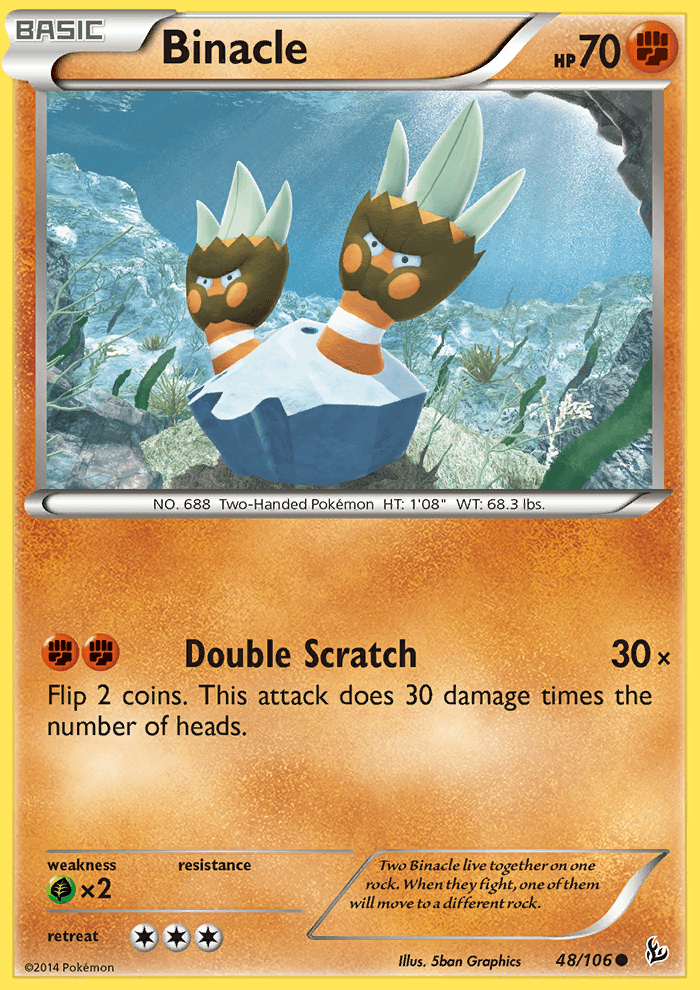 BASIC
Binacle
HP70
NO. 688 Two-Handed Pokémon HT: 1'08" WT: 68.3 lbs.
Double Scratch 30×
Flip 2 coins. This attack does 30 damage times the
number of heads.
weakness resistance
×2
retreat
Two Binacle live together on one
rock. When they fight, one of them
will move to a different rock.
©2014 Pokémon
Illus. 5ban Graphics 48/106